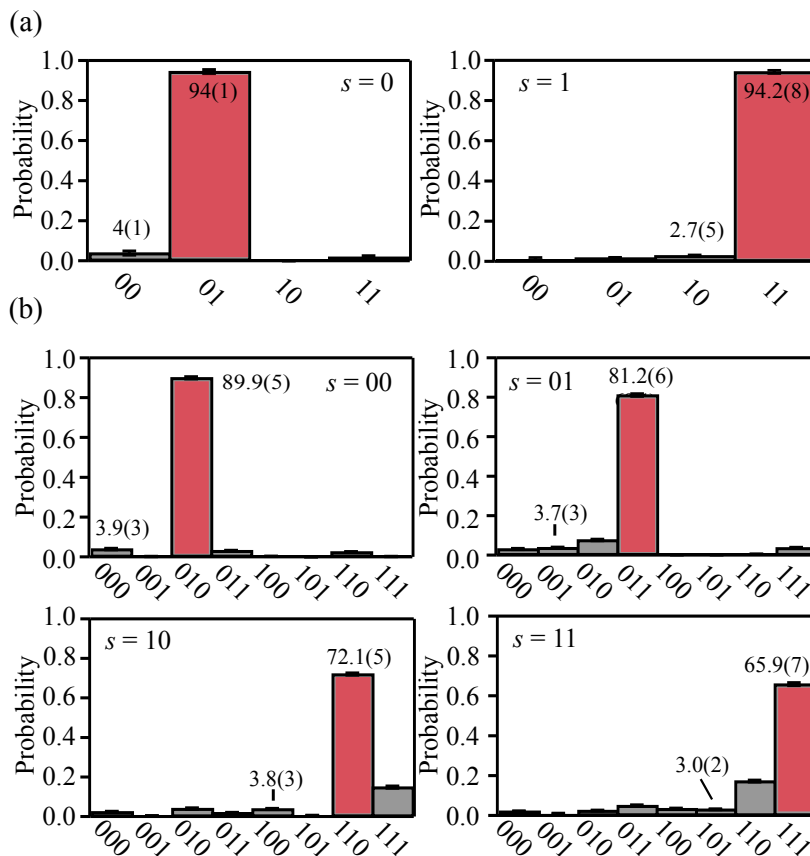 (a)
Probability
1.0
0.8
0.6
0.4
0.2
0.0
94(1)
s = 0
4(1)
00 01 10 11
Probability
1.0
0.8
0.6
0.4
0.2
0.0
s = 1
94.2(8)
2.7(5)
00 01 10 11
(b)
Probability
1.0
0.8
0.6
0.4
0.2
0.0
89.9(5)
s = 00
3.9(3)
000 001 010 011 100 101 110 111
Probability
1.0
0.8
0.6
0.4
0.2
0.0
s = 01
81.2(6)
3.7(3)
000 001 010 011 100 101 110 111
Probability
1.0
0.8
0.6
0.4
0.2
0.0
s = 10
72.1(5)
3.8(3)
000 001 010 011 100 101 110 111
Probability
1.0
0.8
0.6
0.4
0.2
0.0
s = 11
65.9(7)
3.0(2)
000 001 010 011 100 101 110 111